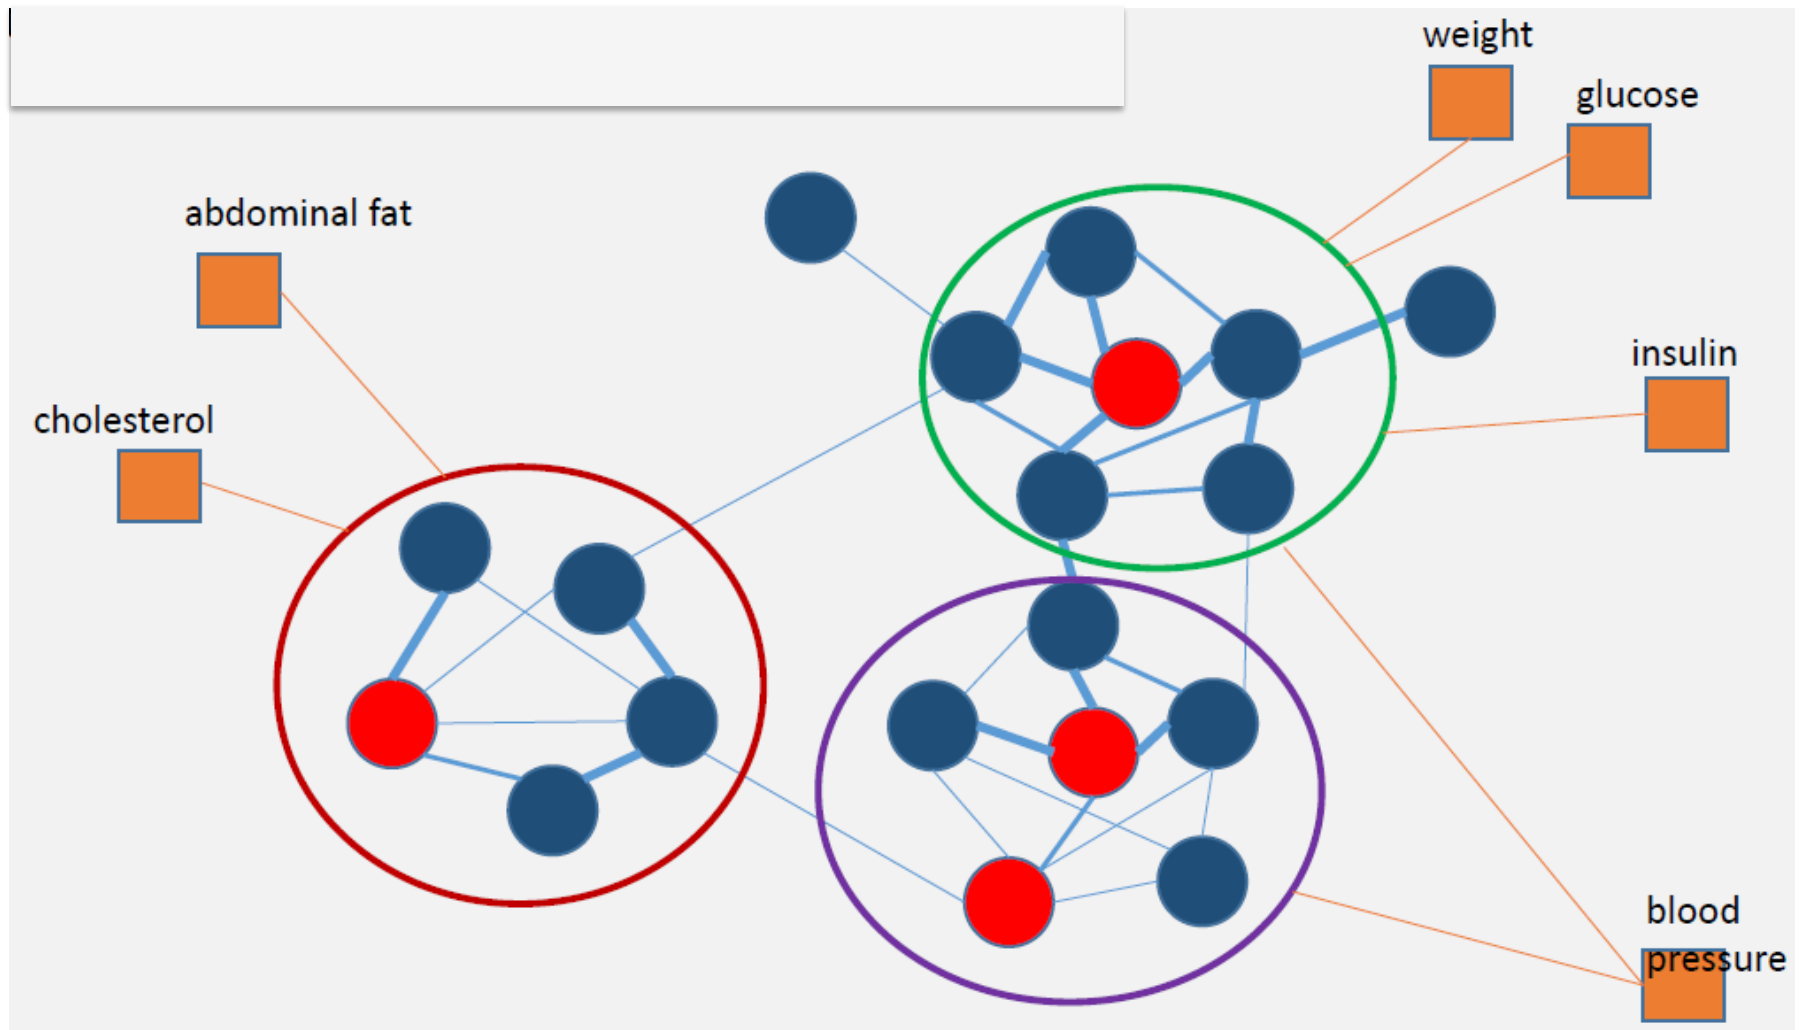 weight
glucose
abdominal fat
insulin
cholesterol
blood
pressure